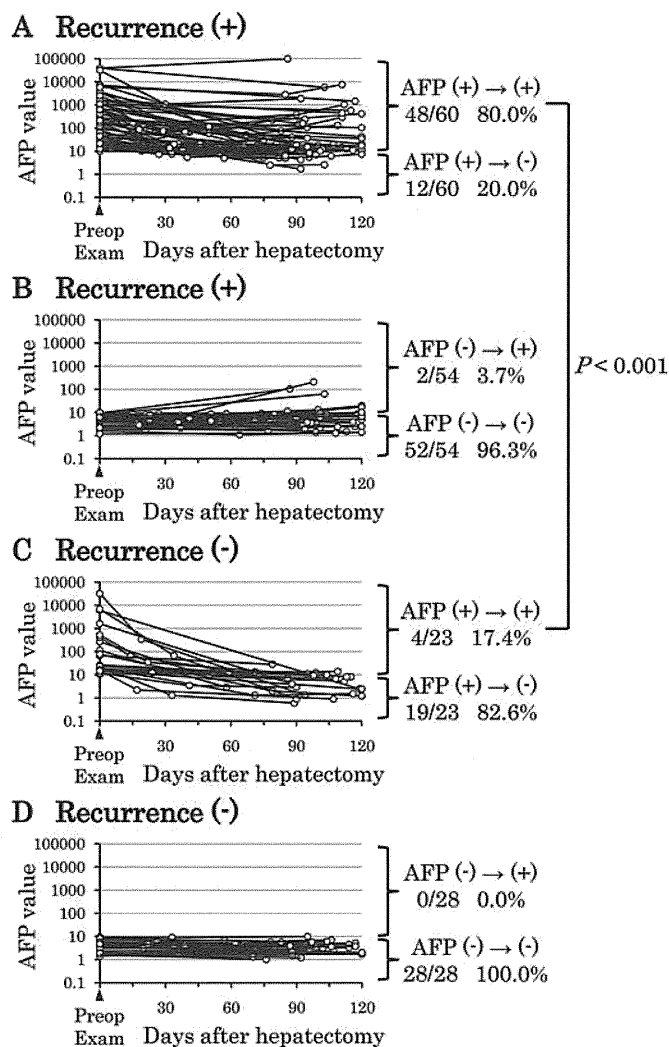 A Recurrence (+)
AFP value
100000
10000
1000
100
10
1
0.1
30 60 90 120
Preop
Exam
Days after hepatectomy
AFP (+) → (+)
48/60 80.0%
AFP (+) → (-)
12/60 20.0%
B Recurrence (+)
AFP value
100000
10000
1000
100
10
1
0.1
30 60 90 120
Preop
Exam
Days after hepatectomy
AFP (-) → (+)
2/54 3.7%
AFP (-) → (-)
52/54 96.3%
P < 0.001
C Recurrence (-)
AFP value
100000
10000
1000
100
10
1
0.1
30 60 90 120
Preop
Exam
Days after hepatectomy
AFP (+) → (+)
4/23 17.4%
AFP (+) → (-)
19/23 82.6%
D Recurrence (-)
AFP value
100000
10000
1000
100
10
1
0.1
30 60 90 120
Preop
Exam
Days after hepatectomy
AFP (-) → (+)
0/28 0.0%
AFP (-) → (-)
28/28 100.0%